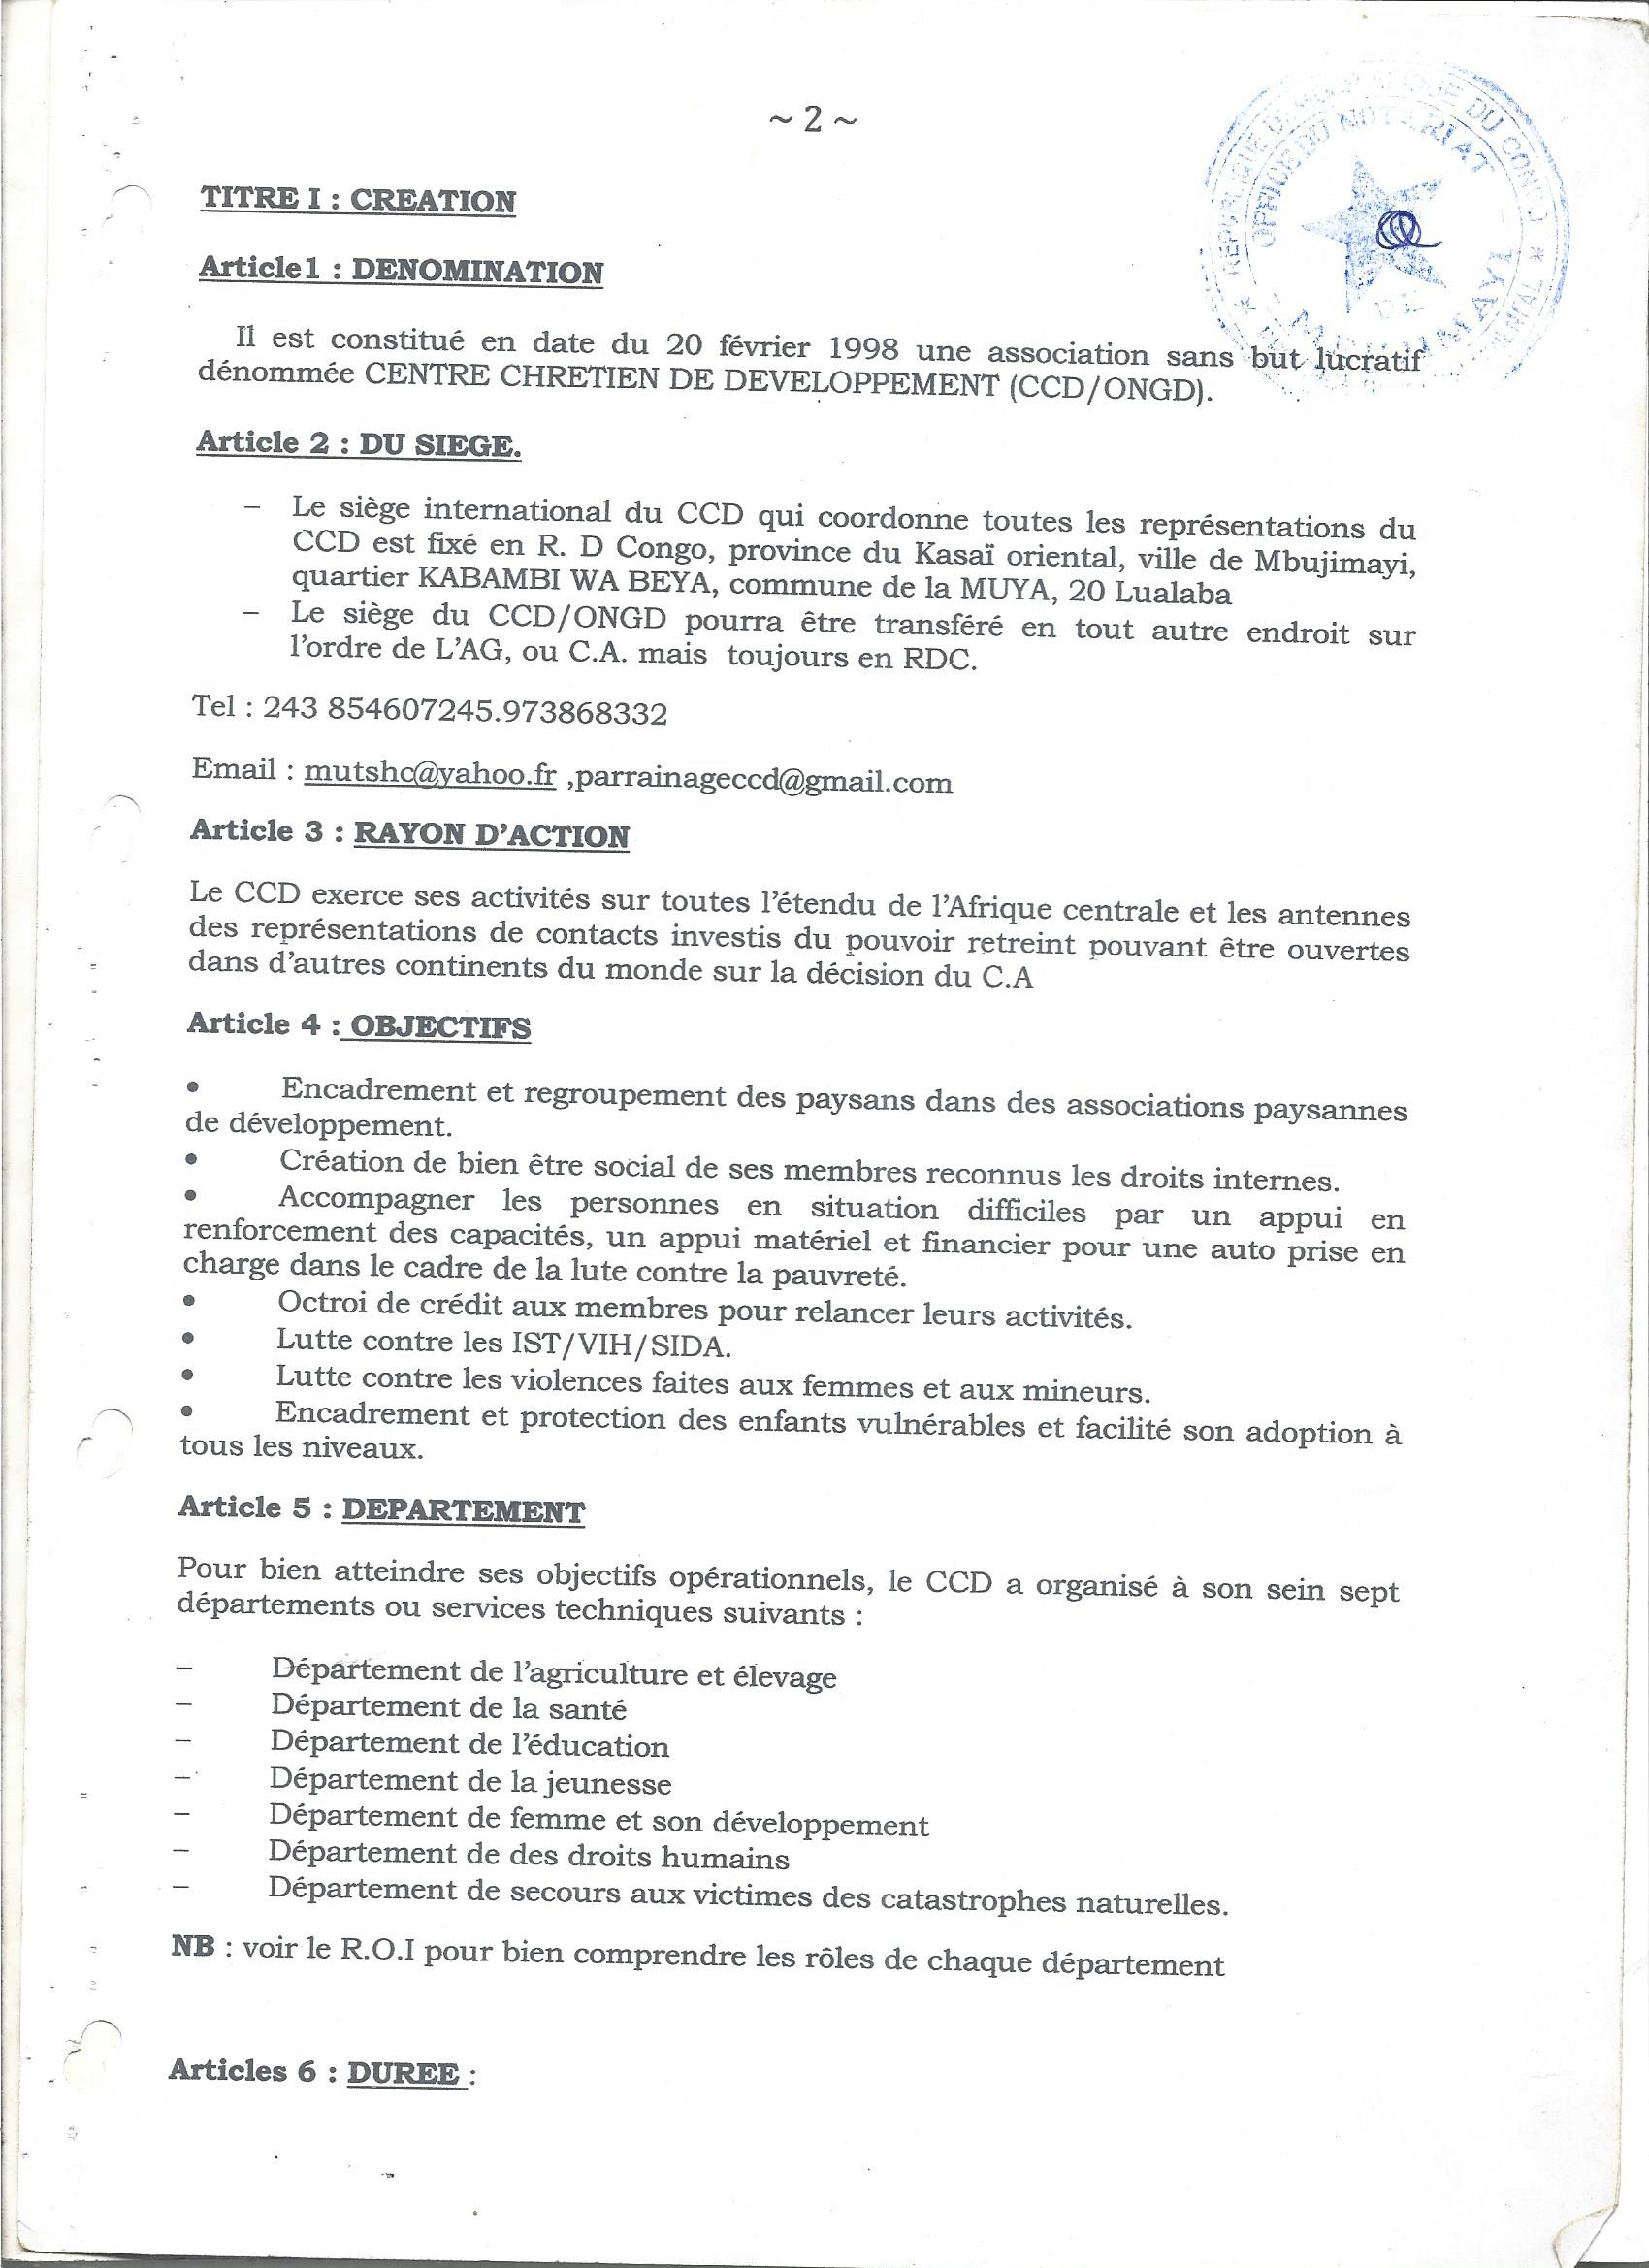 ~ 2 ~
REPUBLIQUE DEMOCRATIQUE DU CONGO
OFFICE DU NOTARIAT
DE
MBUJIMAYI
TITRE I : CREATION
Article1 : DENOMINATION
Il est constitué en date du 20 février 1998 une association sans but lucratif
dénommée CENTRE CHRETIEN DE DEVELOPPEMENT (CCD/ONGD).
Article 2 : DU SIEGE.
– Le siège international du CCD qui coordonne toutes les représentations du
CCD est fixé en R. D Congo, province du Kasaï oriental, ville de Mbujimayi,
quartier KABAMBI WA BEYA, commune de la MUYA, 20 Lualaba
– Le siège du CCD/ONGD pourra être transféré en tout autre endroit sur
l'ordre de L'AG, ou C.A. mais toujours en RDC.
Tel : 243 854607245.973868332
Email : mutshc@yahoo.fr ,parrainageccd@gmail.com
Article 3 : RAYON D'ACTION
Le CCD exerce ses activités sur toutes l'étendu de l'Afrique centrale et les antennes
des représentations de contacts investis du pouvoir retreint pouvant être ouvertes
dans d'autres continents du monde sur la décision du C.A
Article 4 : OBJECTIFS
• Encadrement et regroupement des paysans dans des associations paysannes
de développement.
• Création de bien être social de ses membres reconnus les droits internes.
• Accompagner les personnes en situation difficiles par un appui en
renforcement des capacités, un appui matériel et financier pour une auto prise en
charge dans le cadre de la lute contre la pauvreté.
• Octroi de crédit aux membres pour relancer leurs activités.
• Lutte contre les IST/VIH/SIDA.
• Lutte contre les violences faites aux femmes et aux mineurs.
• Encadrement et protection des enfants vulnérables et facilité son adoption à
tous les niveaux.
Article 5 : DEPARTEMENT
Pour bien atteindre ses objectifs opérationnels, le CCD a organisé à son sein sept
départements ou services techniques suivants :
– Département de l'agriculture et élevage
– Département de la santé
– Département de l'éducation
– Département de la jeunesse
– Département de femme et son développement
– Département de des droits humains
– Département de secours aux victimes des catastrophes naturelles.
NB : voir le R.O.I pour bien comprendre les rôles de chaque département
Articles 6 : DUREE :